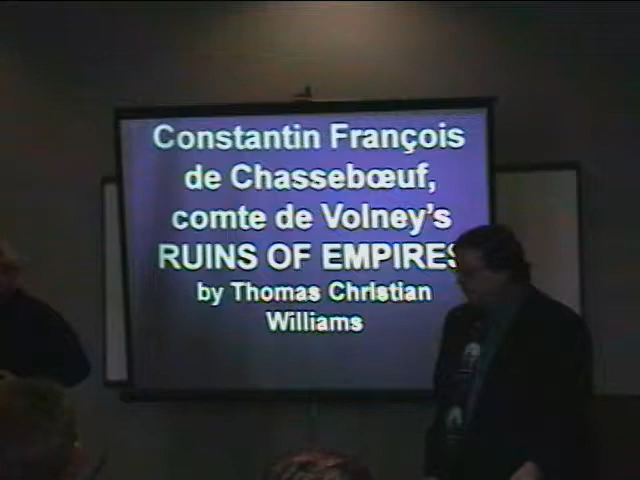 Constantin François
de Chassebœuf,
comte de Volney's
RUINS OF EMPIRES
by Thomas Christian
Williams